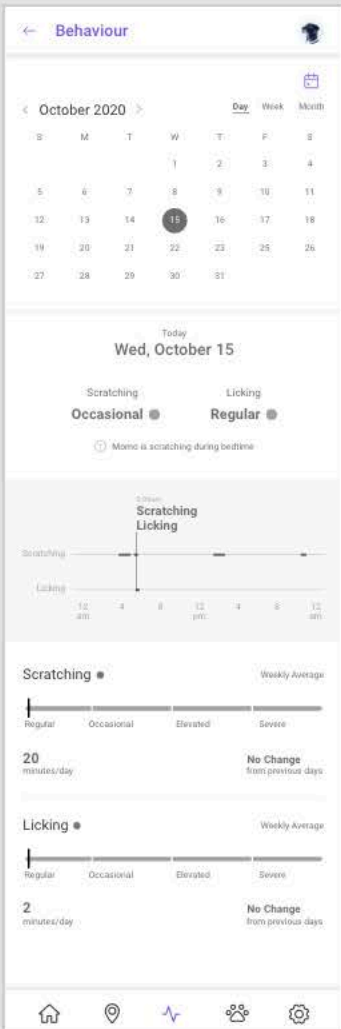 Behaviour
October 2020
Day Week Month
S M T W T F S
1 2 3 4
5 6 7 8 9 10 11
12 13 14 15 16 17 18
19 20 21 22 23 25 26
27 28 29 30 31
Today
Wed, October 15
Scratching Licking
Occasional Regular
Momo is scratching during bedtime
Scratching
Licking
Scratching
Licking
12 am 4 8 12 pm 4 8 12 am
Scratching Weekly Average
Regular Occasional Elevated Severe
20 No Change
minutes/day from previous days
Licking Weekly Average
Regular Occasional Elevated Severe
2 No Change
minutes/day from previous days